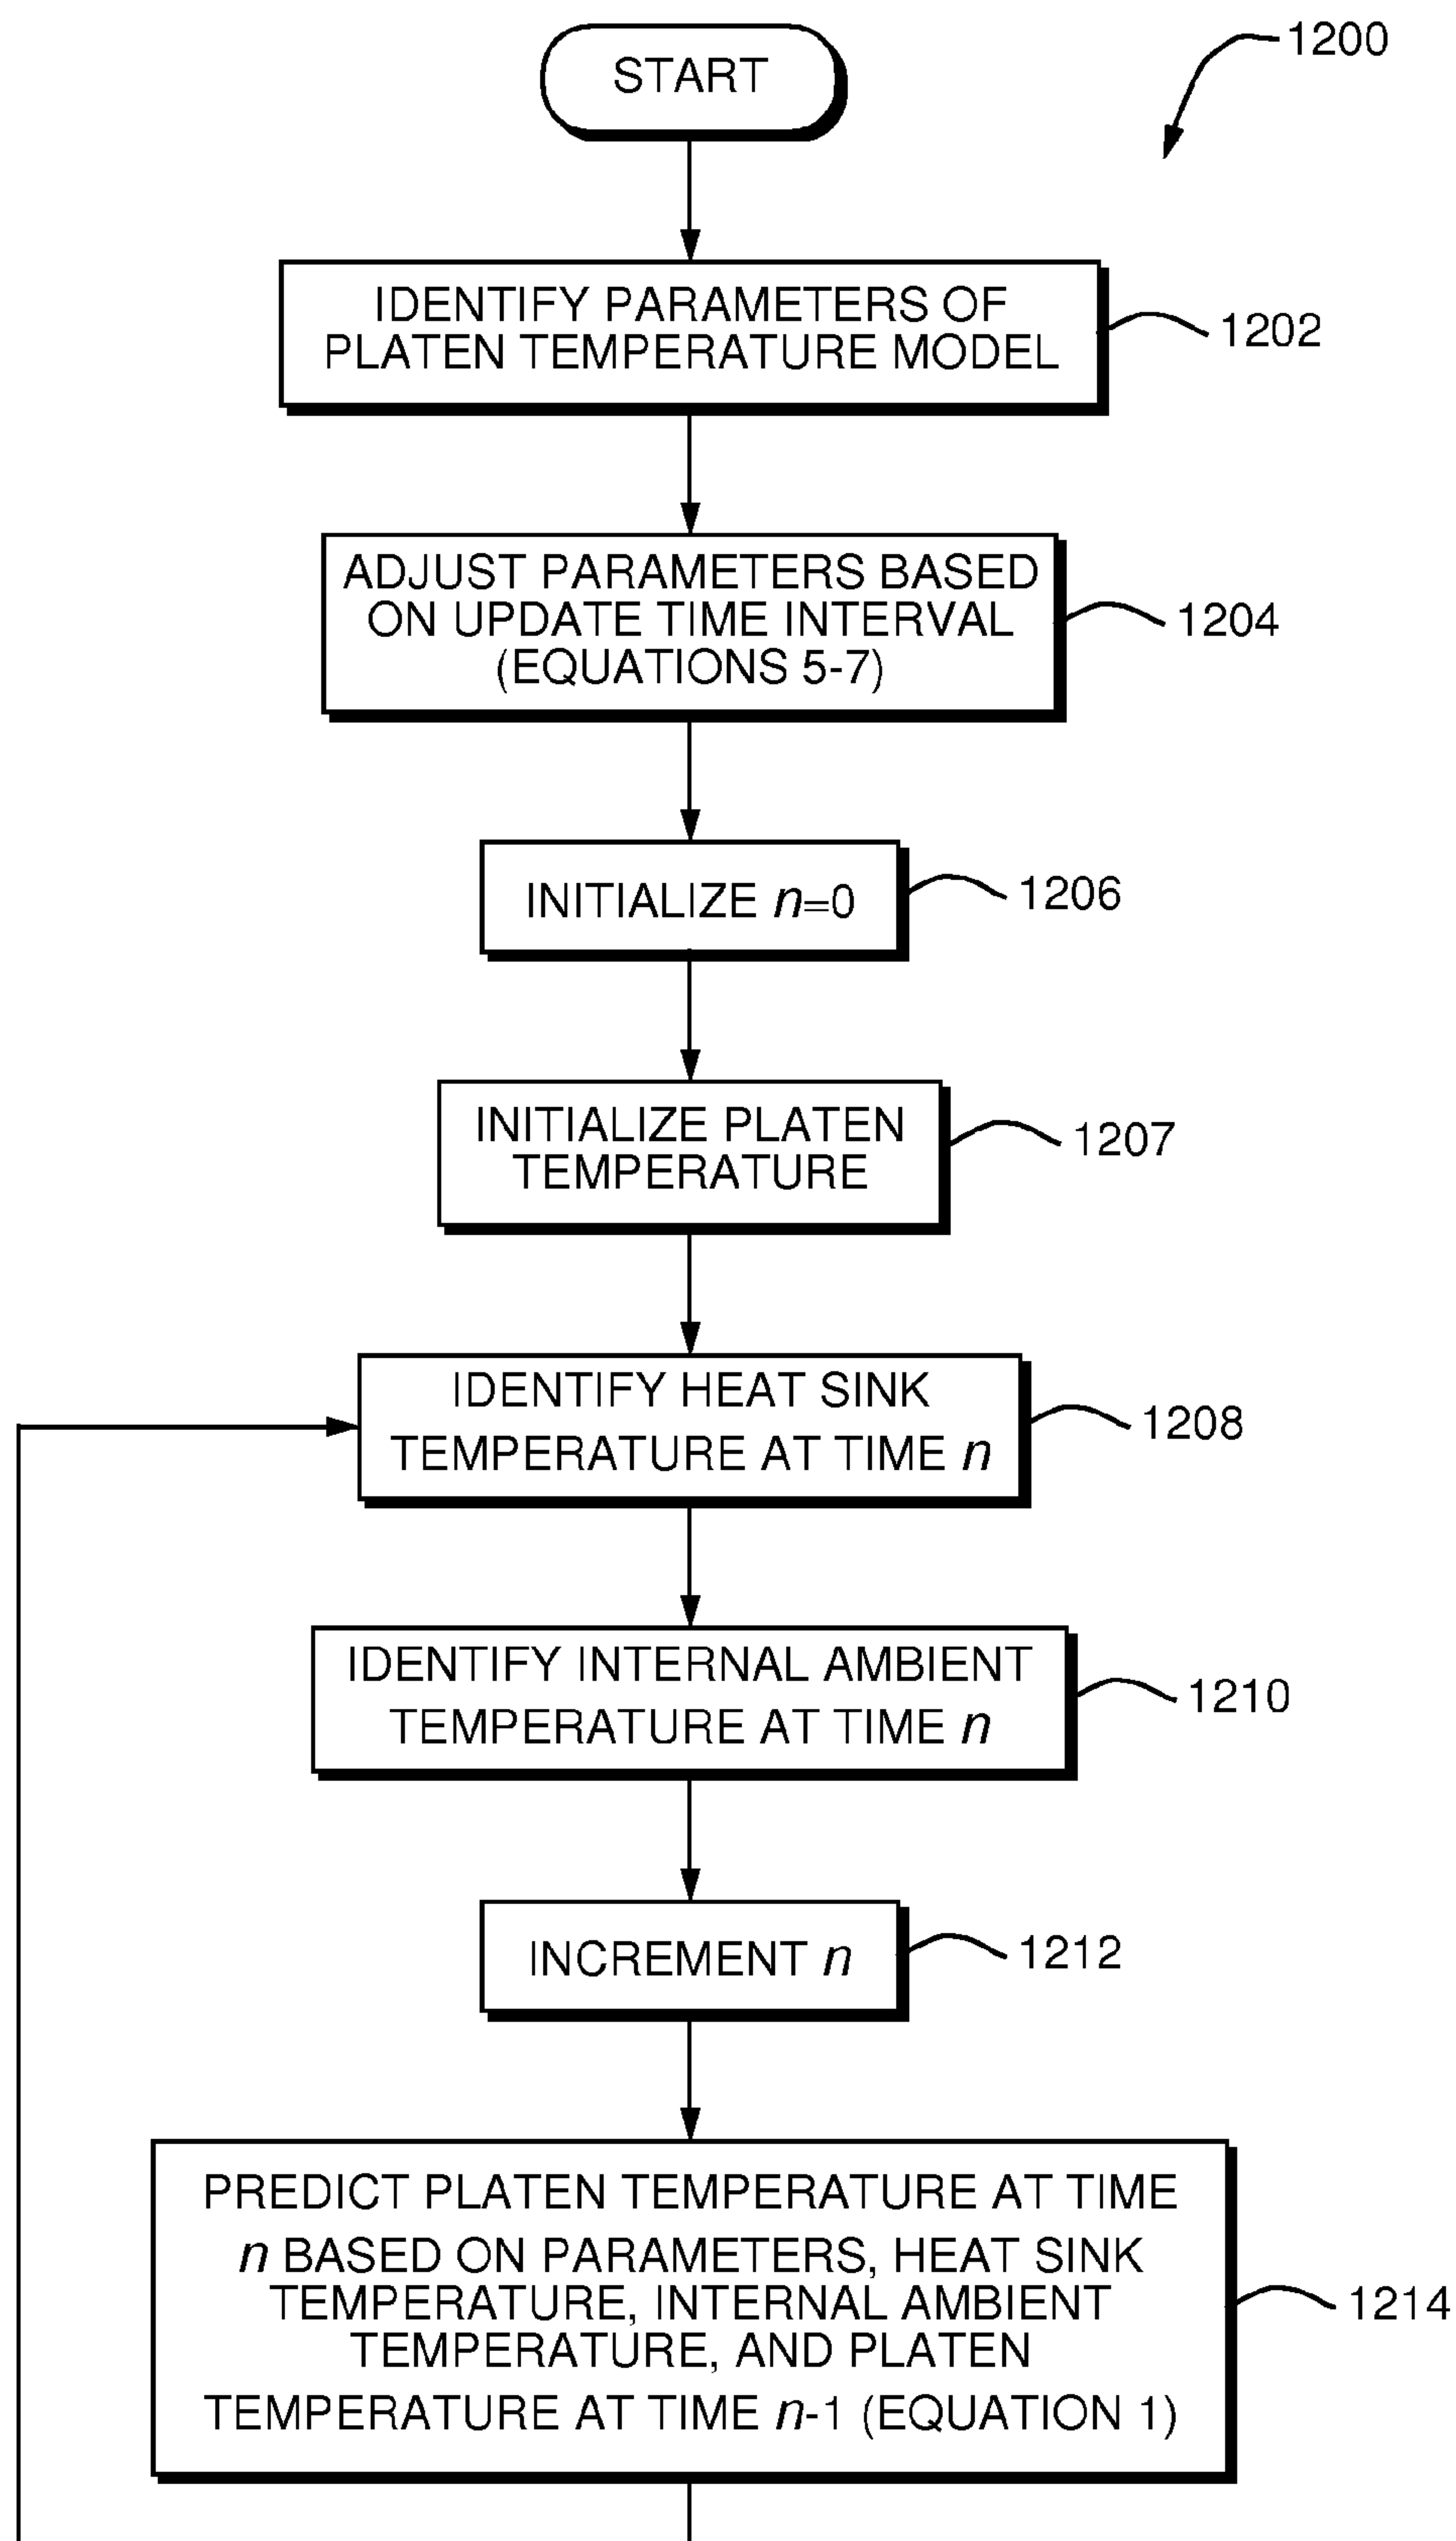 START
1200
IDENTIFY PARAMETERS OF
PLATEN TEMPERATURE MODEL
1202
ADJUST PARAMETERS BASED
ON UPDATE TIME INTERVAL
(EQUATIONS 5-7)
1204
INITIALIZE n=0
1206
INITIALIZE PLATEN
TEMPERATURE
1207
IDENTIFY HEAT SINK
TEMPERATURE AT TIME n
1208
IDENTIFY INTERNAL AMBIENT
TEMPERATURE AT TIME n
1210
INCREMENT n
1212
PREDICT PLATEN TEMPERATURE AT TIME
n BASED ON PARAMETERS, HEAT SINK
TEMPERATURE, INTERNAL AMBIENT
TEMPERATURE, AND PLATEN
TEMPERATURE AT TIME n-1 (EQUATION 1)
1214